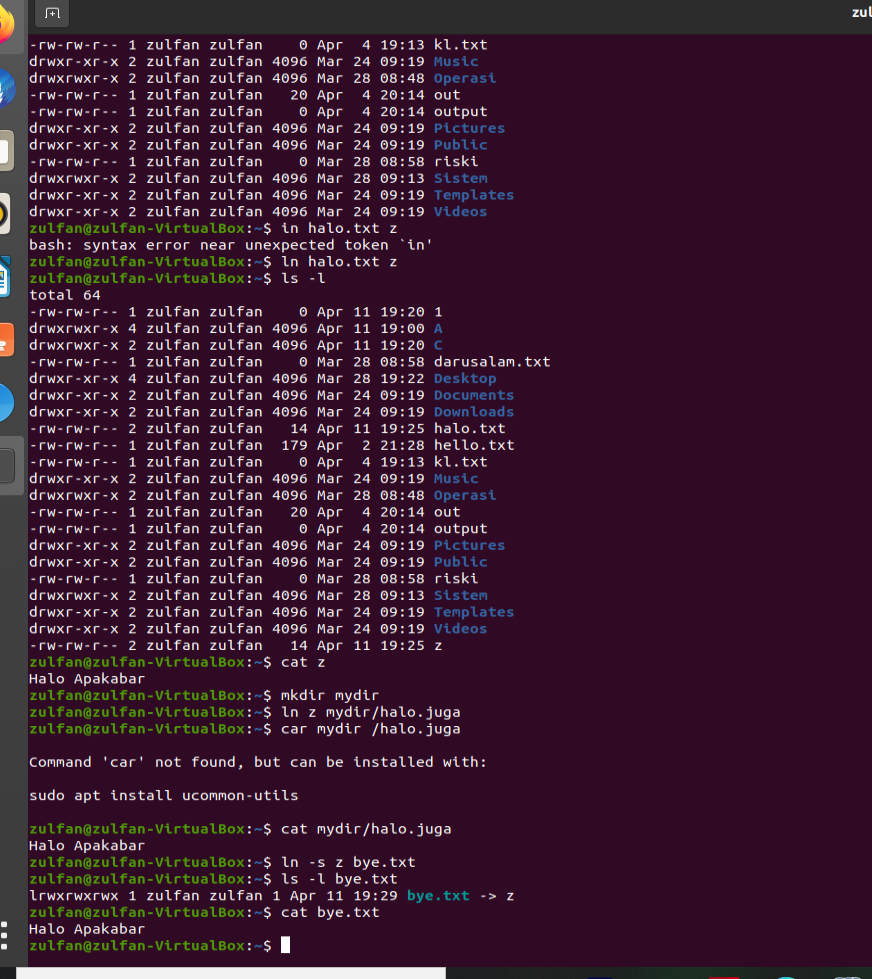 zul
-rw-rw-r-- 1 zulfan zulfan    0 Apr  4 19:13 kl.txt
drwxr-xr-x 2 zulfan zulfan 4096 Mar 24 09:19 Music
drwxrwxr-x 2 zulfan zulfan 4096 Mar 28 08:48 Operasi
-rw-rw-r-- 1 zulfan zulfan   20 Apr  4 20:14 out
-rw-rw-r-- 1 zulfan zulfan    0 Apr  4 20:14 output
drwxr-xr-x 2 zulfan zulfan 4096 Mar 24 09:19 Pictures
drwxr-xr-x 2 zulfan zulfan 4096 Mar 24 09:19 Public
-rw-rw-r-- 1 zulfan zulfan    0 Mar 28 08:58 riski
drwxrwxr-x 2 zulfan zulfan 4096 Mar 28 09:13 Sistem
drwxr-xr-x 2 zulfan zulfan 4096 Mar 24 09:19 Templates
drwxr-xr-x 2 zulfan zulfan 4096 Mar 24 09:19 Videos
zulfan@zulfan-VirtualBox:~$ in halo.txt z
bash: syntax error near unexpected token `in'
zulfan@zulfan-VirtualBox:~$ ln halo.txt z
zulfan@zulfan-VirtualBox:~$ ls -l
total 64
-rw-rw-r-- 1 zulfan zulfan    0 Apr 11 19:20 1
drwxrwxr-x 4 zulfan zulfan 4096 Apr 11 19:00 A
drwxrwxr-x 2 zulfan zulfan 4096 Apr 11 19:20 C
-rw-rw-r-- 1 zulfan zulfan    0 Mar 28 08:58 darusalam.txt
drwxr-xr-x 4 zulfan zulfan 4096 Mar 28 19:22 Desktop
drwxr-xr-x 2 zulfan zulfan 4096 Mar 24 09:19 Documents
drwxr-xr-x 2 zulfan zulfan 4096 Mar 24 09:19 Downloads
-rw-rw-r-- 2 zulfan zulfan   14 Apr 11 19:25 halo.txt
-rw-rw-r-- 1 zulfan zulfan  179 Apr  2 21:28 hello.txt
-rw-rw-r-- 1 zulfan zulfan    0 Apr  4 19:13 kl.txt
drwxr-xr-x 2 zulfan zulfan 4096 Mar 24 09:19 Music
drwxrwxr-x 2 zulfan zulfan 4096 Mar 28 08:48 Operasi
-rw-rw-r-- 1 zulfan zulfan   20 Apr  4 20:14 out
-rw-rw-r-- 1 zulfan zulfan    0 Apr  4 20:14 output
drwxr-xr-x 2 zulfan zulfan 4096 Mar 24 09:19 Pictures
drwxr-xr-x 2 zulfan zulfan 4096 Mar 24 09:19 Public
-rw-rw-r-- 1 zulfan zulfan    0 Mar 28 08:58 riski
drwxrwxr-x 2 zulfan zulfan 4096 Mar 28 09:13 Sistem
drwxr-xr-x 2 zulfan zulfan 4096 Mar 24 09:19 Templates
drwxr-xr-x 2 zulfan zulfan 4096 Mar 24 09:19 Videos
-rw-rw-r-- 2 zulfan zulfan   14 Apr 11 19:25 z
zulfan@zulfan-VirtualBox:~$ cat z
Halo Apakabar
zulfan@zulfan-VirtualBox:~$ mkdir mydir
zulfan@zulfan-VirtualBox:~$ ln z mydir/halo.juga
zulfan@zulfan-VirtualBox:~$ car mydir /halo.juga
Command 'car' not found, but can be installed with:
sudo apt install ucommon-utils
zulfan@zulfan-VirtualBox:~$ cat mydir/halo.juga
Halo Apakabar
zulfan@zulfan-VirtualBox:~$ ln -s z bye.txt
zulfan@zulfan-VirtualBox:~$ ls -l bye.txt
lrwxrwxrwx 1 zulfan zulfan 1 Apr 11 19:29 bye.txt -> z
zulfan@zulfan-VirtualBox:~$ cat bye.txt
Halo Apakabar
zulfan@zulfan-VirtualBox:~$